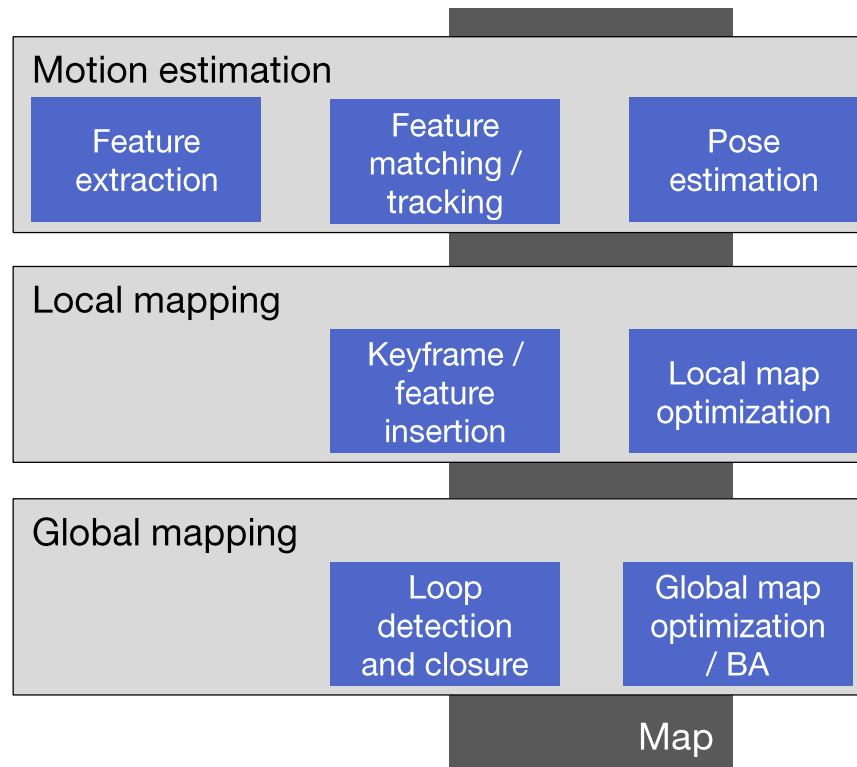 Motion estimation
Feature
extraction
Feature
matching /
tracking
Pose
estimation
Local mapping
Keyframe /
feature
insertion
Local map
optimization
Global mapping
Loop
detection
and closure
Global map
optimization
/ BA
Map